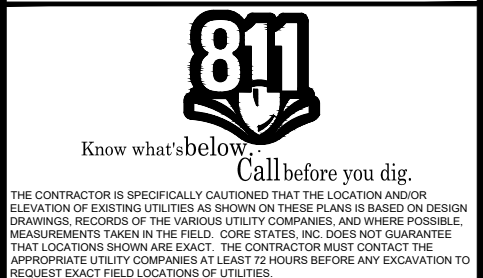 811
Know what's below.
Call before you dig.
THE CONTRACTOR IS SPECIFICALLY CAUTIONED THAT THE LOCATION AND/OR
ELEVATION OF EXISTING UTILITIES AS SHOWN ON THESE PLANS IS BASED ON DESIGN
DRAWINGS, RECORDS OF THE VARIOUS UTILITY COMPANIES, AND WHERE POSSIBLE,
MEASUREMENTS TAKEN IN THE FIELD. CORE STATES, INC. DOES NOT GUARANTEE
THAT LOCATIONS SHOWN ARE EXACT. THE CONTRACTOR MUST CONTACT THE
APPROPRIATE UTILITY COMPANIES AT LEAST 72 HOURS BEFORE ANY EXCAVATION TO
REQUEST EXACT FIELD LOCATIONS OF UTILITIES.